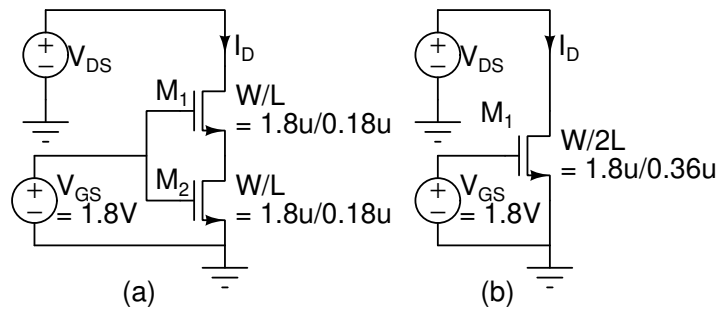 V_DS
I_D
M_1
W/L
= 1.8u/0.18u
M_2
W/L
= 1.8u/0.18u
V_GS
= 1.8V
(a)
V_DS
I_D
M_1
W/2L
= 1.8u/0.36u
V_GS
= 1.8V
(b)